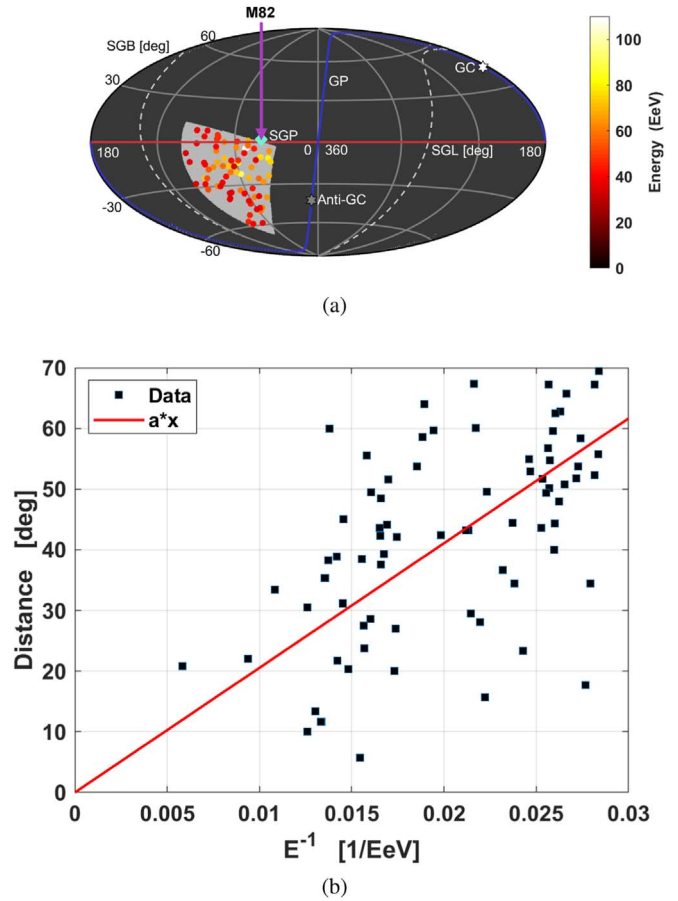 M82
SGB [deg]
60
30
-30
-60
180
0 360
180
SGL [deg]
GP
GC
SGP
Anti-GC
100
80
60
40
20
0
Energy (EeV)
(a)
Data
a*x
70
60
50
40
30
20
10
0
Distance [deg]
0
0.005
0.01
0.015
0.02
0.025
0.03
E⁻¹ [1/EeV]
(b)